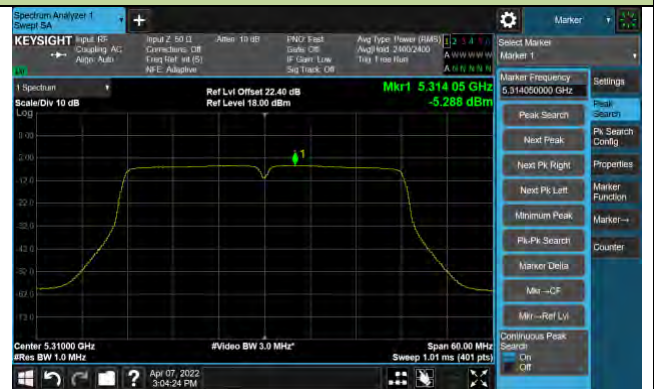 Spectrum Analyzer 1
Swept SA
Marker
KEYSIGHT Input: RF
Coupling: AC
Align: Auto
Input Z: 50 Ω
Corrections: Off
Freq Ref: Int (S)
NFE: Adaptive
Atten: 10 dB
PNO: Fast
Gate: Off
IF Gain: Low
Sig Track: Off
Avg Type: Power (RMS)
Avg|Hold: 2400/2400
Trig: Free Run
1 2 3 4 5 6
A W W W W W
A N N N N N
1 Spectrum
Scale/Div 10 dB
Log
Ref Lvl Offset 22.40 dB
Ref Level 18.00 dBm
Mkr1 5.314 05 GHz
-5.288 dBm
1
Center 5.31000 GHz
#Res BW 1.0 MHz
#Video BW 3.0 MHz*
Span 60.00 MHz
Sweep 1.01 ms (401 pts)
Apr 07, 2022
3:04:24 PM
Select Marker
Marker 1
Marker Frequency
5.314050000 GHz
Peak Search
Next Peak
Next Pk Right
Next Pk Left
Minimum Peak
Pk-Pk Search
Marker Delta
Mkr→CF
Mkr→Ref Lvl
Continuous Peak
Search
On
Off
Settings
Peak
Search
Pk Search
Config
Properties
Marker
Function
Marker→
Counter